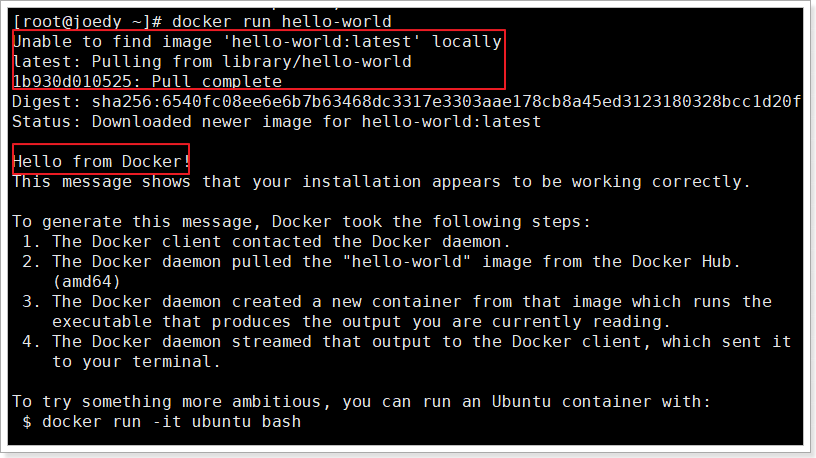 [root@joedy ~]# docker run hello-world
Unable to find image 'hello-world:latest' locally
latest: Pulling from library/hello-world
1b930d010525: Pull complete
Digest: sha256:6540fc08ee6e6b7b63468dc3317e3303aae178cb8a45ed3123180328bcc1d20f
Status: Downloaded newer image for hello-world:latest
Hello from Docker!
This message shows that your installation appears to be working correctly.
To generate this message, Docker took the following steps:
1. The Docker client contacted the Docker daemon.
2. The Docker daemon pulled the "hello-world" image from the Docker Hub.
(amd64)
3. The Docker daemon created a new container from that image which runs the
executable that produces the output you are currently reading.
4. The Docker daemon streamed that output to the Docker client, which sent it
to your terminal.
To try something more ambitious, you can run an Ubuntu container with:
$ docker run -it ubuntu bash